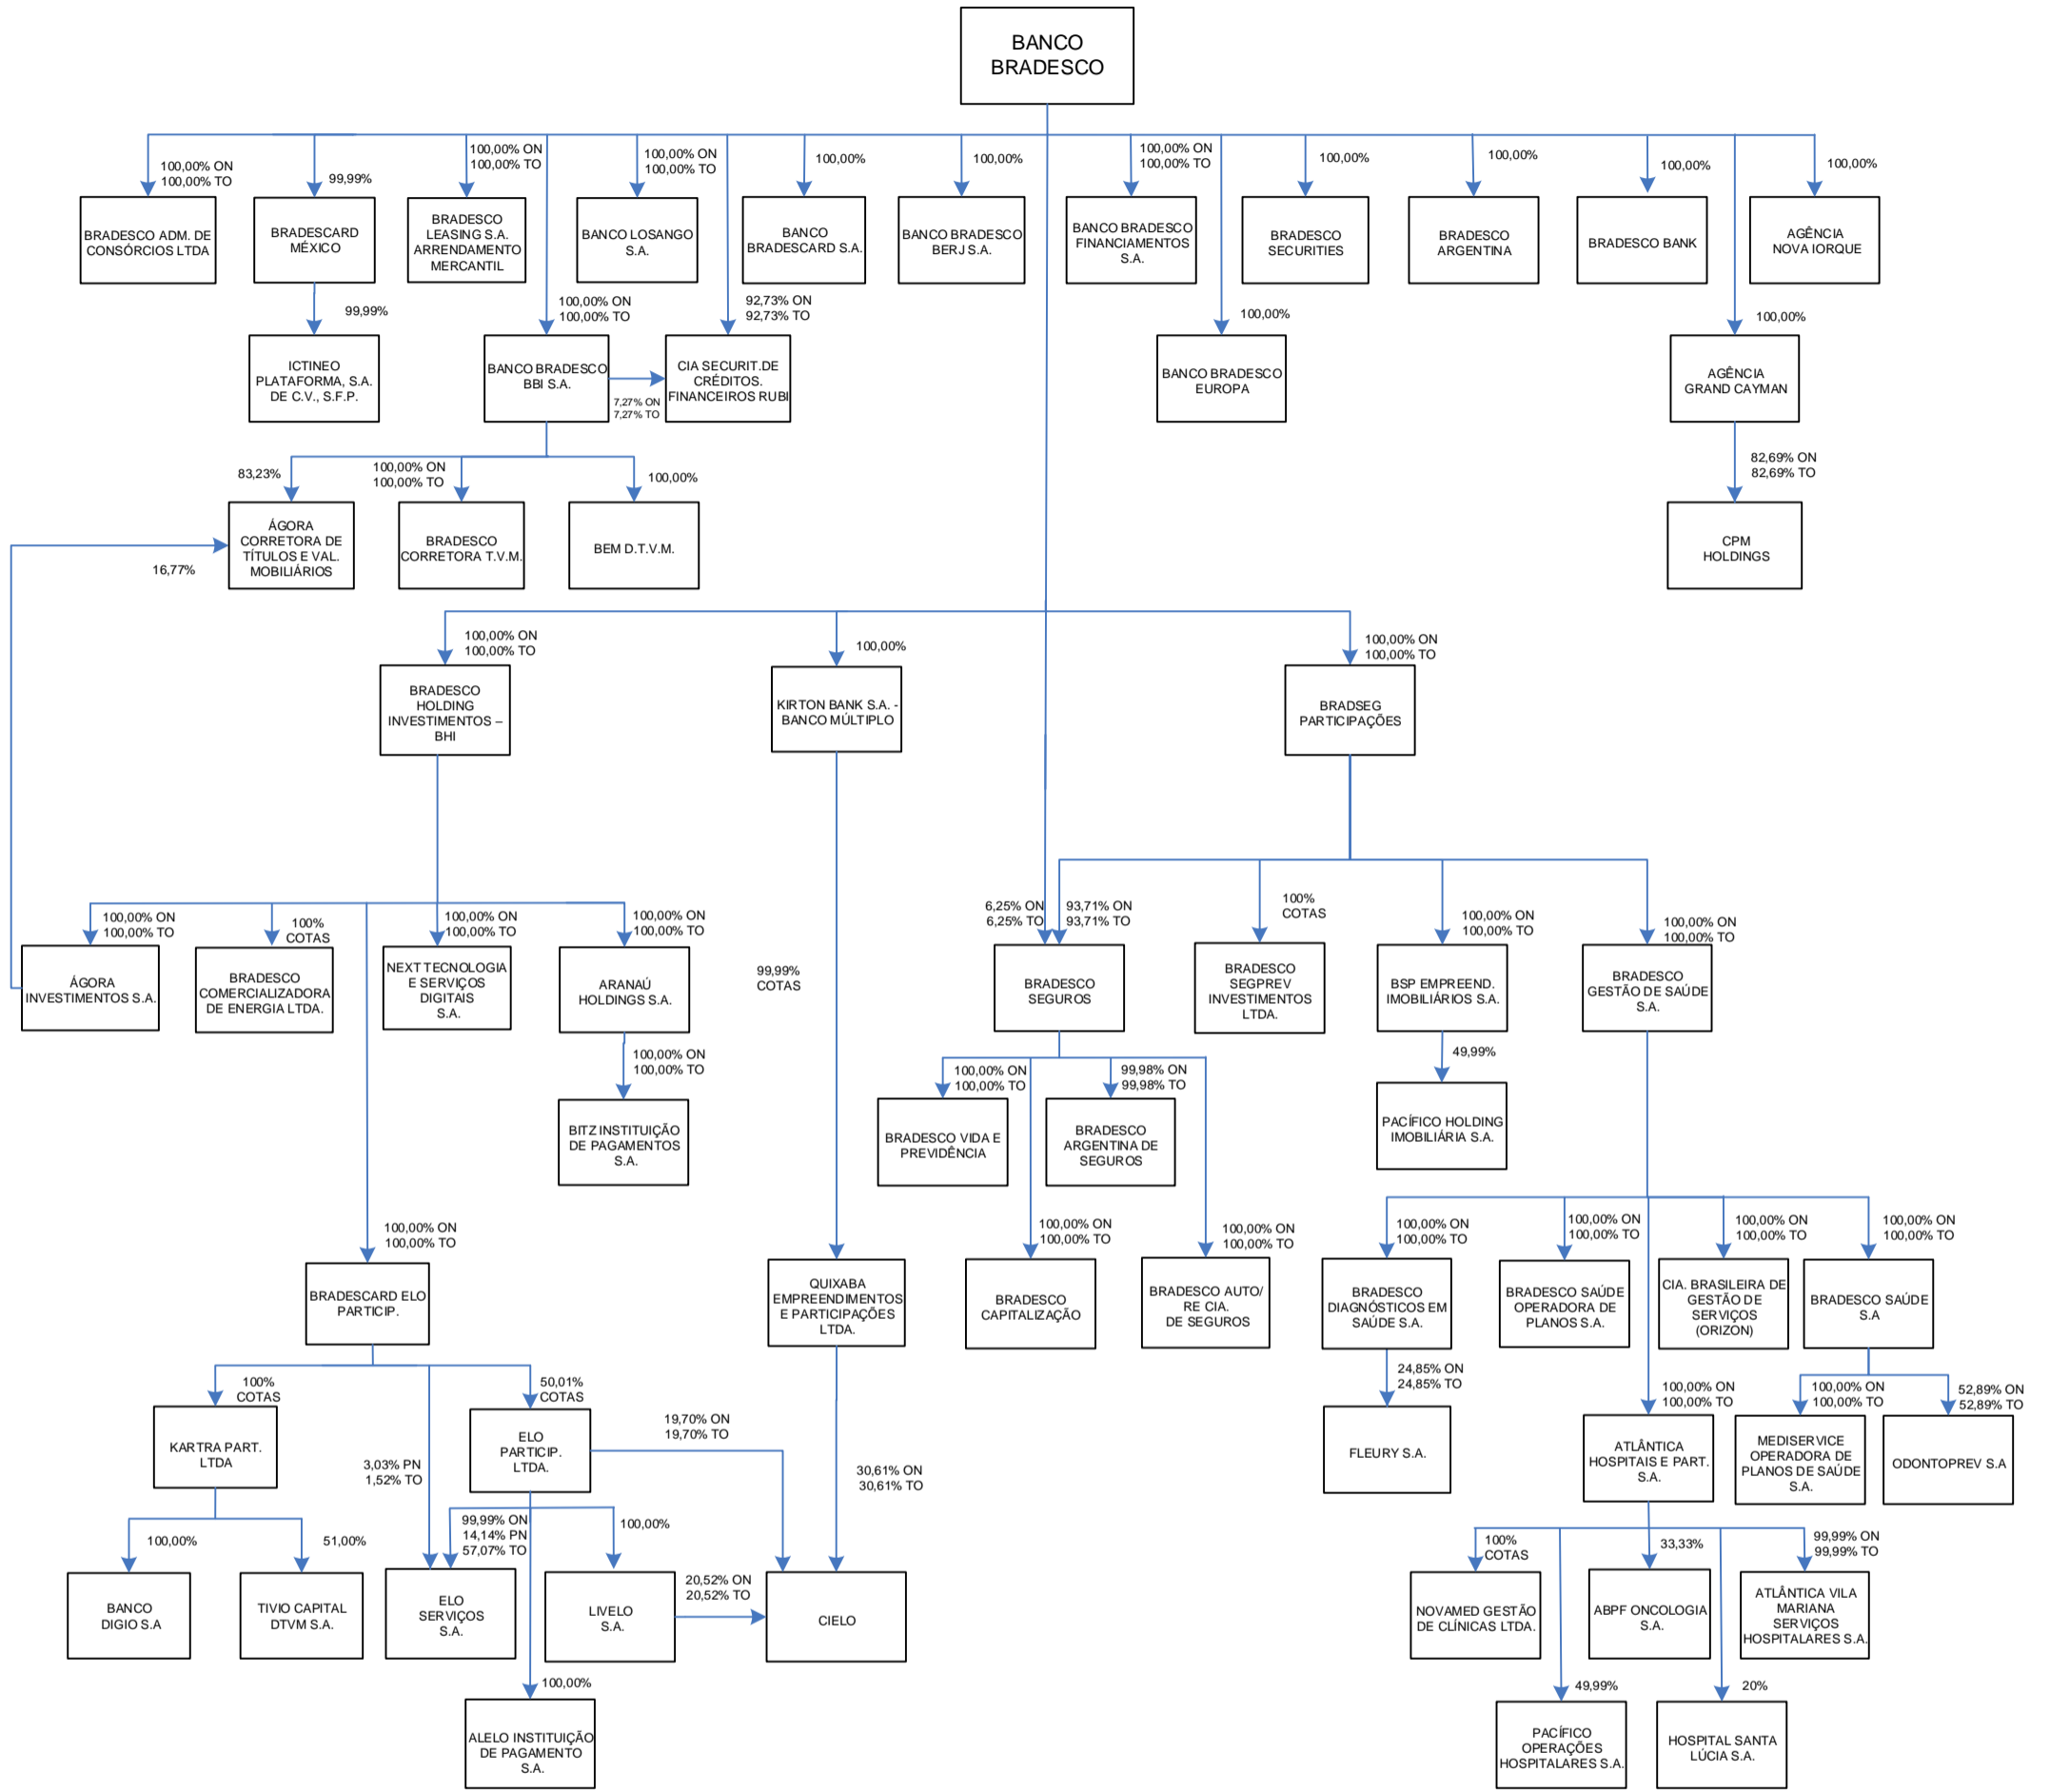 BANCO
BRADESCO
100,00% ON
100,00% TO
99,99%
100,00% ON
100,00% TO
100,00% ON
100,00% TO
100,00%
100,00%
100,00% ON
100,00% TO
100,00%
100,00%
100,00%
100,00%
BRADESCO ADM. DE
CONSÓRCIOS LTDA
BRADESCARD
MÉXICO
BRADESCO
LEASING S.A.
ARRENDAMENTO
MERCANTIL
BANCO LOSANGO
S.A.
BANCO
BRADESCARD S.A.
BANCO BRADESCO
BERJ S.A.
BANCO BRADESCO
FINANCIAMENTOS
S.A.
BRADESCO
SECURITIES
BRADESCO
ARGENTINA
BRADESCO BANK
AGÊNCIA
NOVA IORQUE
99,99%
100,00% ON
100,00% TO
92,73% ON
92,73% TO
100,00%
100,00%
ICTINEO
PLATAFORMA, S.A.
DE C.V., S.F.P.
BANCO BRADESCO
BBI S.A.
7,27% ON
7,27% TO
CIA SECURIT.DE
CRÉDITOS.
FINANCEIROS RUBI
BANCO BRADESCO
EUROPA
AGÊNCIA
GRAND CAYMAN
83,23%
100,00% ON
100,00% TO
100,00%
82,69% ON
82,69% TO
ÁGORA
CORRETORA DE
TÍTULOS E VAL.
MOBILIÁRIOS
BRADESCO
CORRETORA T.V.M.
BEM D.T.V.M.
CPM
HOLDINGS
16,77%
100,00% ON
100,00% TO
100,00%
100,00% ON
100,00% TO
BRADESCO
HOLDING
INVESTIMENTOS –
BHI
KIRTON BANK S.A. -
BANCO MÚLTIPLO
BRADSEG
PARTICIPAÇÕES
100,00% ON
100,00% TO
100%
COTAS
100,00% ON
100,00% TO
100,00% ON
100,00% TO
99,99%
COTAS
6,25% ON
6,25% TO
93,71% ON
93,71% TO
100%
COTAS
100,00% ON
100,00% TO
100,00% ON
100,00% TO
ÁGORA
INVESTIMENTOS S.A.
BRADESCO
COMERCIALIZADORA
DE ENERGIA LTDA.
NEXT TECNOLOGIA
E SERVIÇOS
DIGITAIS
S.A.
ARANAÚ
HOLDINGS S.A.
BRADESCO
SEGUROS
BRADESCO
SEGPREV
INVESTIMENTOS
LTDA.
BSP EMPREEND.
IMOBILIÁRIOS S.A.
BRADESCO
GESTÃO DE SAÚDE
S.A.
100,00% ON
100,00% TO
100,00% ON
100,00% TO
99,98% ON
99,98% TO
49,99%
BITZ INSTITUIÇÃO
DE PAGAMENTOS
S.A.
BRADESCO VIDA E
PREVIDÊNCIA
BRADESCO
ARGENTINA DE
SEGUROS
PACÍFICO HOLDING
IMOBILIÁRIA S.A.
100,00% ON
100,00% TO
100,00% ON
100,00% TO
100,00% ON
100,00% TO
100,00% ON
100,00% TO
100,00% ON
100,00% TO
100,00% ON
100,00% TO
100,00% ON
100,00% TO
BRADESCARD ELO
PARTICIP.
QUIXABA
EMPREENDIMENTOS
E PARTICIPAÇÕES
LTDA.
BRADESCO
CAPITALIZAÇÃO
BRADESCO AUTO/
RE CIA.
DE SEGUROS
BRADESCO
DIAGNÓSTICOS EM
SAÚDE S.A.
BRADESCO SAÚDE
OPERADORA DE
PLANOS S.A.
CIA. BRASILEIRA DE
GESTÃO DE
SERVIÇOS
(ORIZON)
BRADESCO SAÚDE
S.A
100%
COTAS
50,01%
COTAS
24,85% ON
24,85% TO
100,00% ON
100,00% TO
100,00% ON
100,00% TO
52,89% ON
52,89% TO
KARTRA PART.
LTDA
3,03% PN
1,52% TO
ELO
PARTICIP.
LTDA.
19,70% ON
19,70% TO
30,61% ON
30,61% TO
FLEURY S.A.
ATLÂNTICA
HOSPITAIS E PART.
S.A.
MEDISERVICE
OPERADORA DE
PLANOS DE SAÚDE
S.A.
ODONTOPREV S.A
100,00%
51,00%
99,99% ON
14,14% PN
57,07% TO
100,00%
100%
COTAS
33,33%
99,99% ON
99,99% TO
BANCO
DIGIO S.A
TIVIO CAPITAL
DTVM S.A.
ELO
SERVIÇOS
S.A.
LIVELO
S.A.
20,52% ON
20,52% TO
CIELO
NOVAMED GESTÃO
DE CLÍNICAS LTDA.
ABPF ONCOLOGIA
S.A.
ATLÂNTICA VILA
MARIANA
SERVIÇOS
HOSPITALARES S.A.
100,00%
49,99%
20%
ALELO INSTITUIÇÃO
DE PAGAMENTO
S.A.
PACÍFICO
OPERAÇÕES
HOSPITALARES S.A.
HOSPITAL SANTA
LÚCIA S.A.